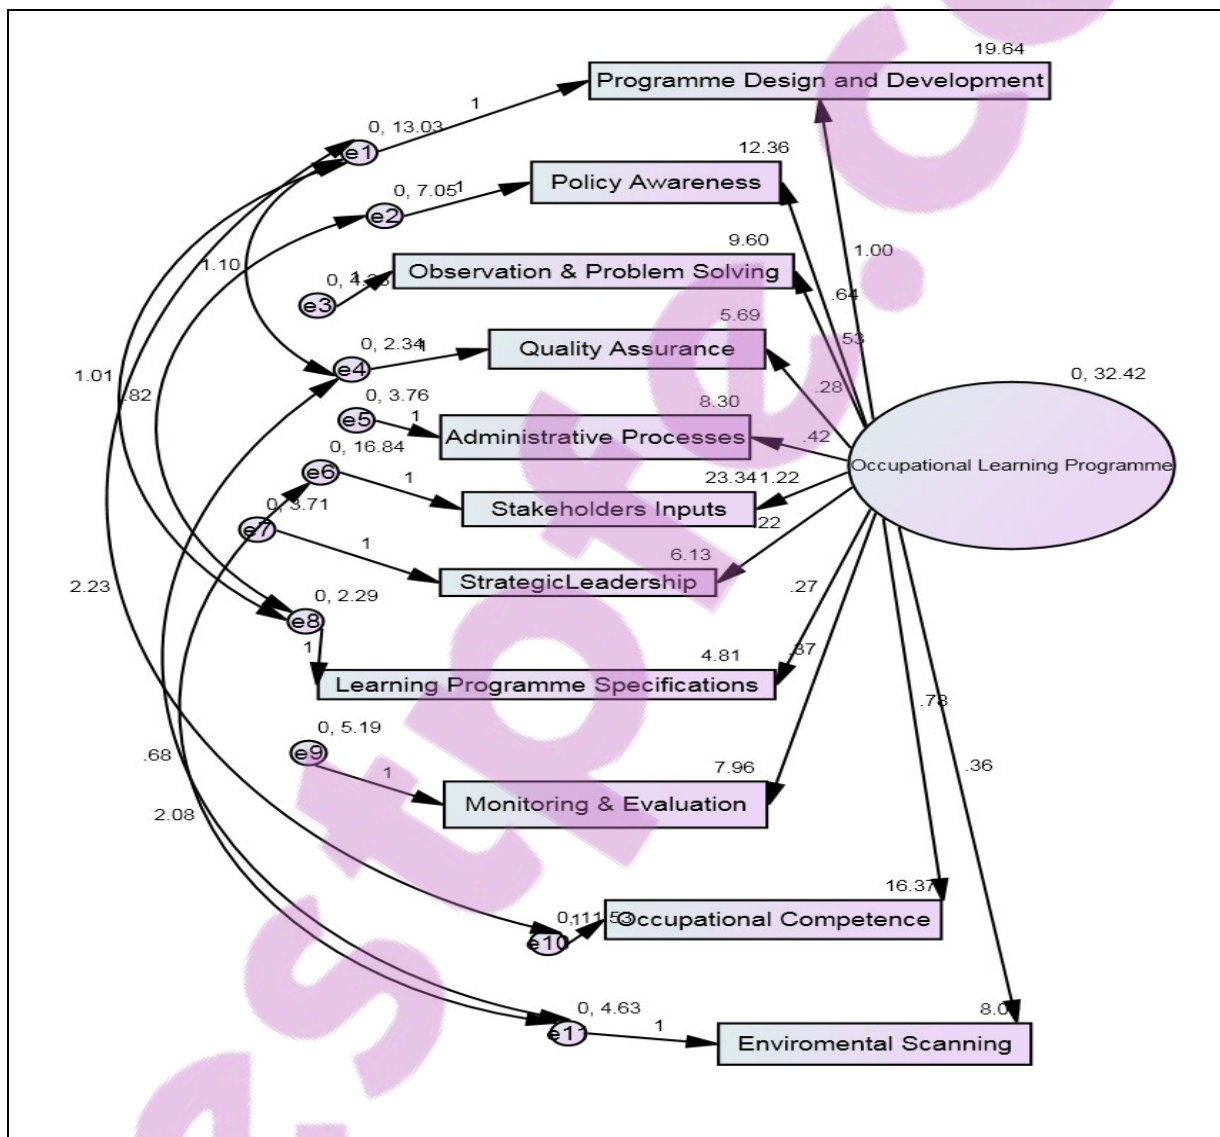 19.64
Programme Design and Development
1
0, 13.03
e1
12.36
Policy Awareness
0, 7.05
1
e2
1.00
9.60
Observation & Problem Solving
1.10
1
e3
.64
5.69
Quality Assurance
0, 2.34
1
e4
.53
1.01
.82
.28
0, 32.42
Occupational Learning Programme
0, 3.76
e5
1
8.30
Administrative Processes
.42
0, 16.84
e6
1
23.34
1.22
Stakeholders Inputs
0, 3.71
e7
1
.22
6.13
StrategicLeadership
2.23
0, 2.29
e8
1
.27
4.81
Learning Programme Specifications
.37
.78
.68
0, 5.19
e9
1
7.96
Monitoring & Evaluation
.36
2.08
16.37
Occupational Competence
e10
1
0, 4.63
e11
1
Enviromental Scanning